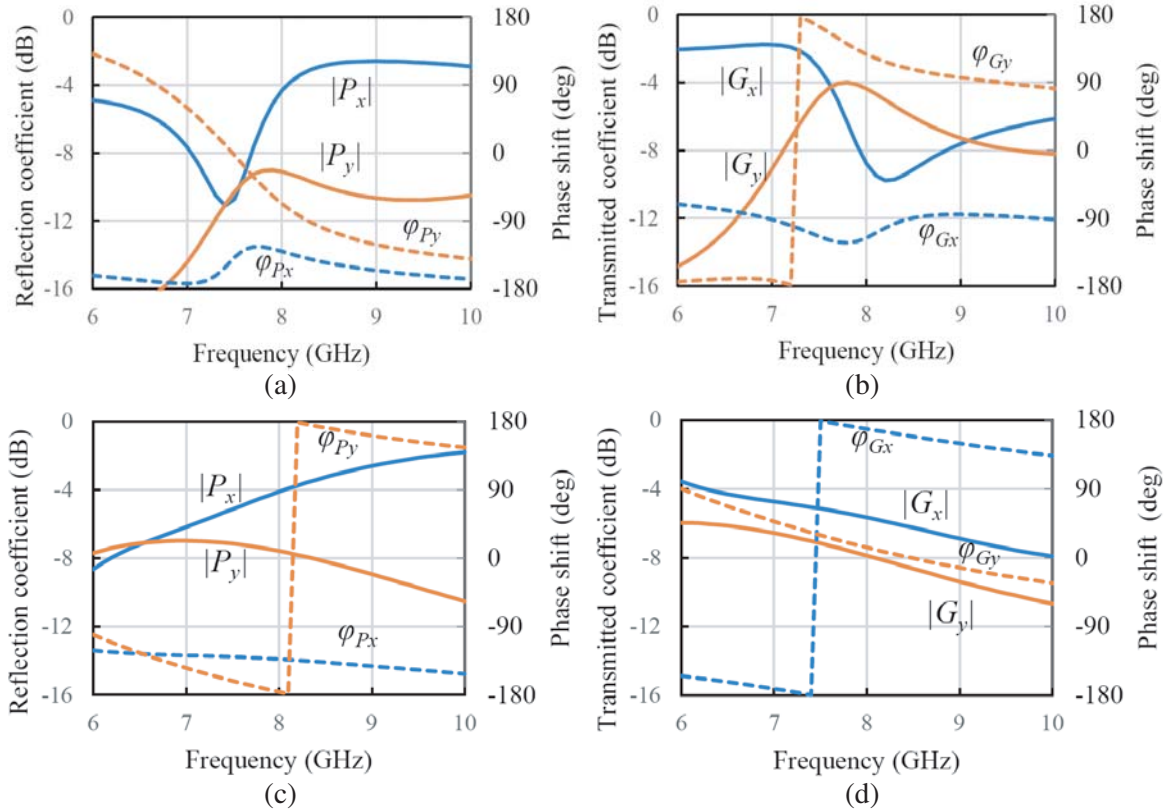 0
-4
-8
-12
-16
Reflection coefficient (dB)
180
90
0
-90
-180
Phase shift (deg)
|Px|
|Py|
φPy
φPx
6 7 8 9 10
Frequency (GHz)
(a)
0
-4
-8
-12
-16
Transmitted coefficient (dB)
180
90
0
-90
-180
Phase shift (deg)
φGy
|Gx|
|Gy|
φGx
6 7 8 9 10
Frequency (GHz)
(b)
0
-4
-8
-12
-16
Reflection coefficient (dB)
180
90
0
-90
-180
Phase shift (deg)
φPy
|Px|
|Py|
φPx
6 7 8 9 10
Frequency (GHz)
(c)
0
-4
-8
-12
-16
Transmitted coefficient (dB)
180
90
0
-90
-180
Phase shift (deg)
φGx
|Gx|
φGy
|Gy|
6 7 8 9 10
Frequency (GHz)
(d)